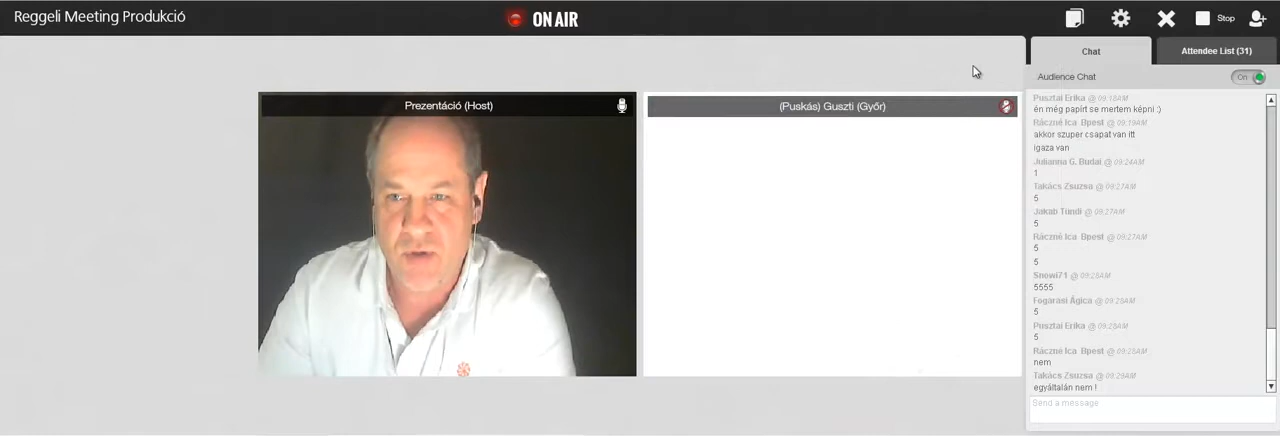 Reggeli Meeting Produkció
ON AIR
Stop
Chat
Attendee List (31)
Audience Chat
On
Prezentáció (Host)
(Puskás) Guszti (Győr)
Pusztai Erika @ 09:18AM
én még papírt se mertem képni :)
Ráczné Ica Bpest @ 09:19AM
akkor szuper csapat van itt
igaza van
Julianna G. Budai @ 09:24AM
1
Takács Zsuzsa @ 09:27AM
5
Jakab Tündi @ 09:27AM
5
Ráczné Ica Bpest @ 09:27AM
5
5
Snowi71 @ 09:28AM
5555
Fogarasi Ágica @ 09:28AM
5
Pusztai Erika @ 09:28AM
5
Ráczné Ica Bpest @ 09:28AM
nem
Takács Zsuzsa @ 09:29AM
egyáltalán nem !
Send a message